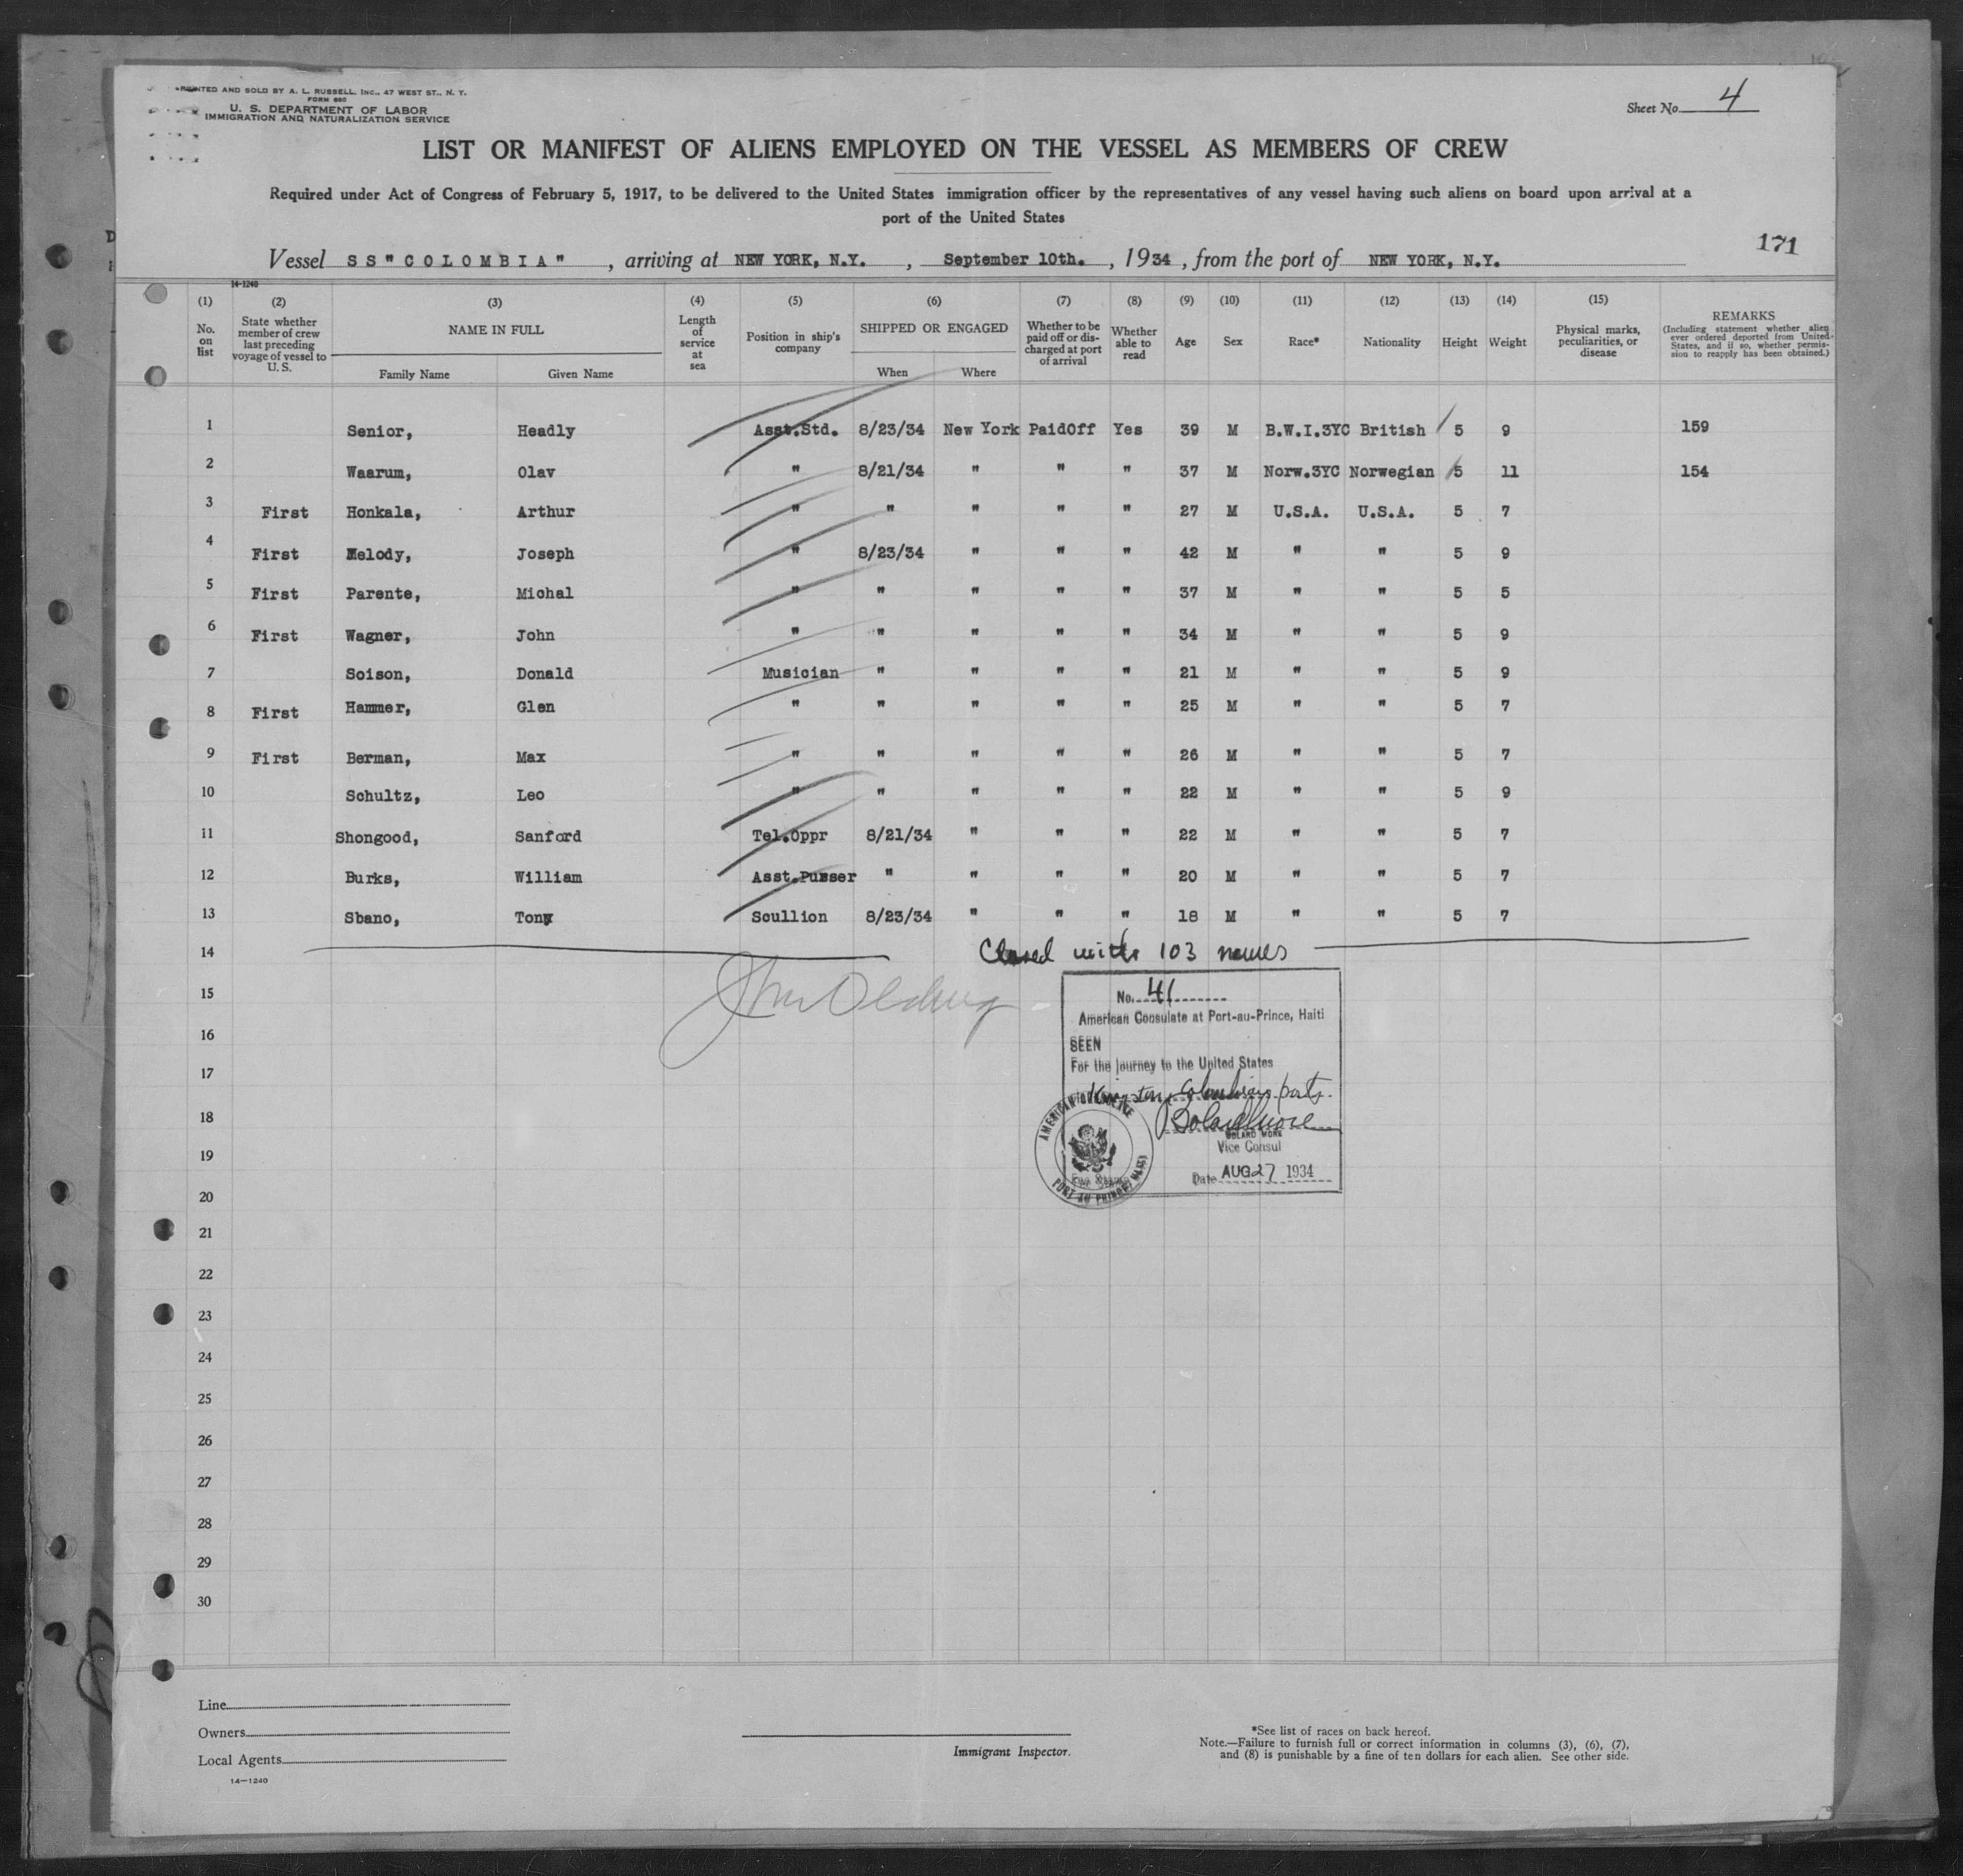 PRINTED AND SOLD BY A. L. RUSSELL, INC., 47 WEST ST., N. Y.
FORM 680
U. S. DEPARTMENT OF LABOR
IMMIGRATION AND NATURALIZATION SERVICE
Sheet No. 4
LIST OR MANIFEST OF ALIENS EMPLOYED ON THE VESSEL AS MEMBERS OF CREW
Required under Act of Congress of February 5, 1917, to be delivered to the United States immigration officer by the representatives of any vessel having such aliens on board upon arrival at a
port of the United States
171
Vessel SS"COLOMBIA", arriving at NEW YORK, N.Y., September 10th., 1934, from the port of NEW YORK, N.Y.
14-1240
(1) (2) (3) (4) (5) (6) (7) (8) (9) (10) (11) (12) (13) (14) (15)
No. on list
State whether member of crew last preceding voyage of vessel to U. S.
NAME IN FULL
Family Name Given Name
Length of service at sea
Position in ship's company
SHIPPED OR ENGAGED
When Where
Whether to be paid off or discharged at port of arrival
Whether able to read
Age
Sex
Race*
Nationality
Height
Weight
Physical marks, peculiarities, or disease
REMARKS
(Including statement whether alien ever ordered deported from United States, and if so, whether permission to reapply has been obtained.)
1 Senior, Headly Asst.Std. 8/23/34 New York PaidOff Yes 39 M B.W.I.3YC British 5 9 159
2 Waarum, Olav " 8/21/34 " " " 37 M Norw.3YC Norwegian 5 11 154
3 First Honkala, Arthur " " " " " 27 M U.S.A. U.S.A. 5 7
4 First Melody, Joseph " 8/23/34 " " " 42 M " " 5 9
5 First Parente, Michal " " " " " 37 M " " 5 5
6 First Wagner, John " " " " " 34 M " " 5 9
7 Soison, Donald Musician " " " " 21 M " " 5 9
8 First Hammer, Glen " " " " " 25 M " " 5 7
9 First Berman, Max " " " " " 26 M " " 5 7
10 Schultz, Leo " " " " " 22 M " " 5 9
11 Shongood, Sanford Tel.Oppr 8/21/34 " " " 22 M " " 5 7
12 Burks, William Asst.Purser " " " " 20 M " " 5 7
13 Sbano, Tony Scullion 8/23/34 " " " 18 M " " 5 7
14 Closed with 103 names
15
16
17
18
19
20
21
22
23
24
25
26
27
28
29
30
No. 41
American Consulate at Port-au-Prince, Haiti
SEEN
For the journey to the United States
Kingston, Colombian ports.
BOLARD MORE
Vice Consul
Date AUG 27 1934
PORT AU PRINCE, HAITI
Line
Owners
Local Agents
14—1240
Immigrant Inspector.
*See list of races on back hereof.
Note.—Failure to furnish full or correct information in columns (3), (6), (7),
and (8) is punishable by a fine of ten dollars for each alien. See other side.